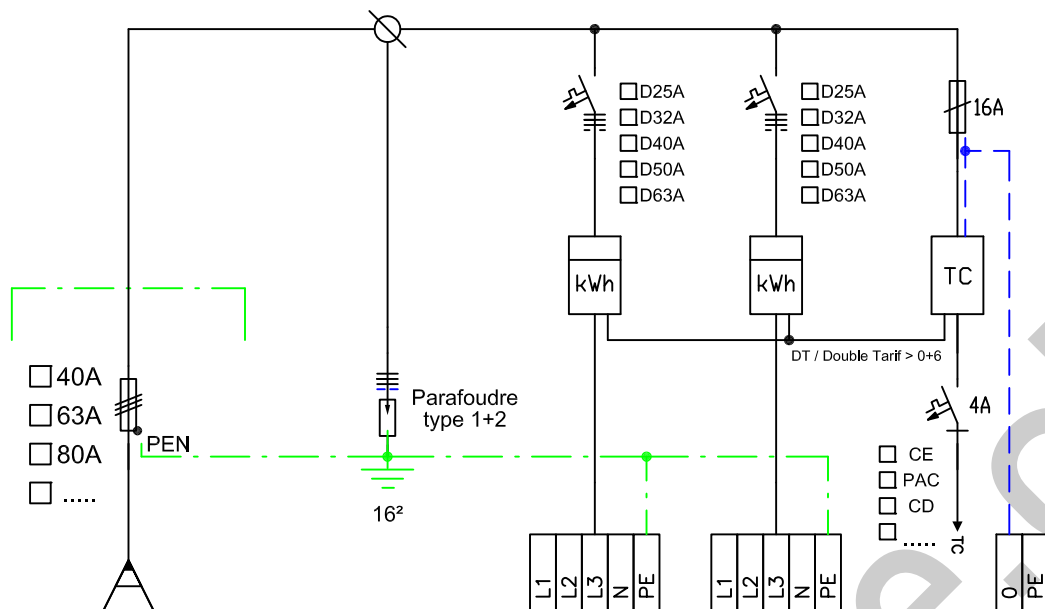 D25A
D32A
D40A
D50A
D63A
D25A
D32A
D40A
D50A
D63A
16A
kWh
kWh
TC
DT / Double Tarif > 0+6
40A
63A
80A
.....
PEN
Parafoudre
type 1+2
16²
4A
CE
PAC
CD
.....
TC
L1
L2
L3
N
PE
L1
L2
L3
N
PE
0
PE